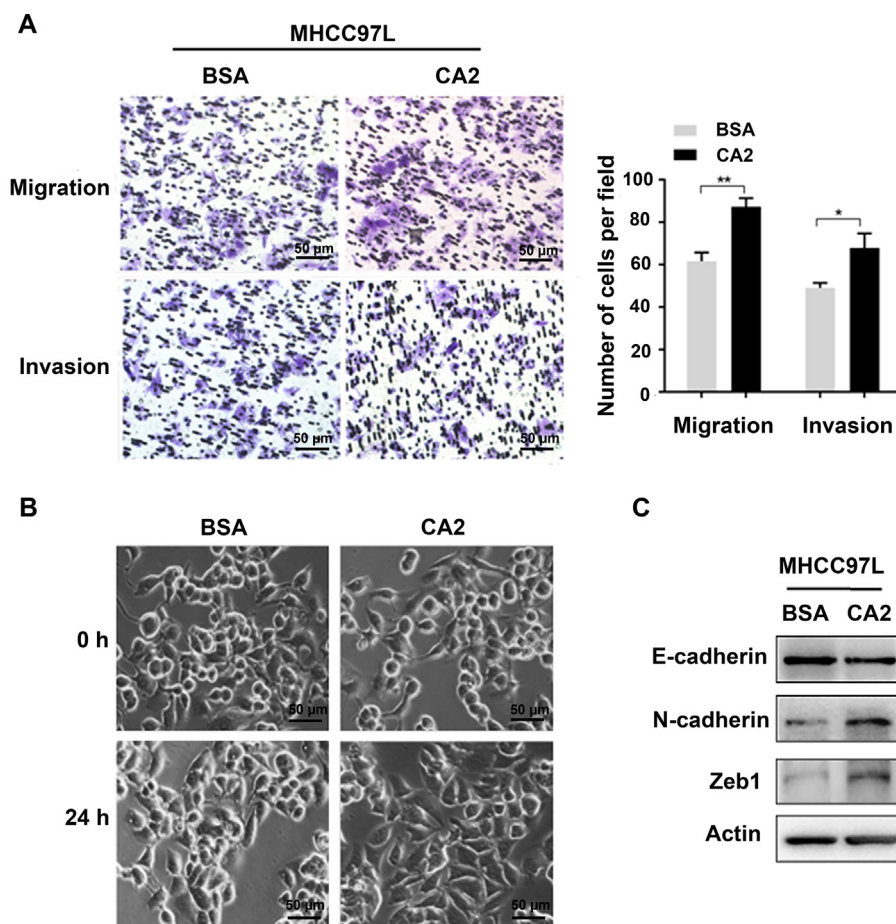 A
MHCC97L
BSA CA2
Migration
50 µm 50 µm
Invasion
50 µm 50 µm
BSA
CA2
Number of cells per field
100
80
60
40
20
0
** *
Migration Invasion
B
BSA CA2
0 h
50 µm 50 µm
24 h
50 µm 50 µm
C
MHCC97L
BSA CA2
E-cadherin
N-cadherin
Zeb1
Actin